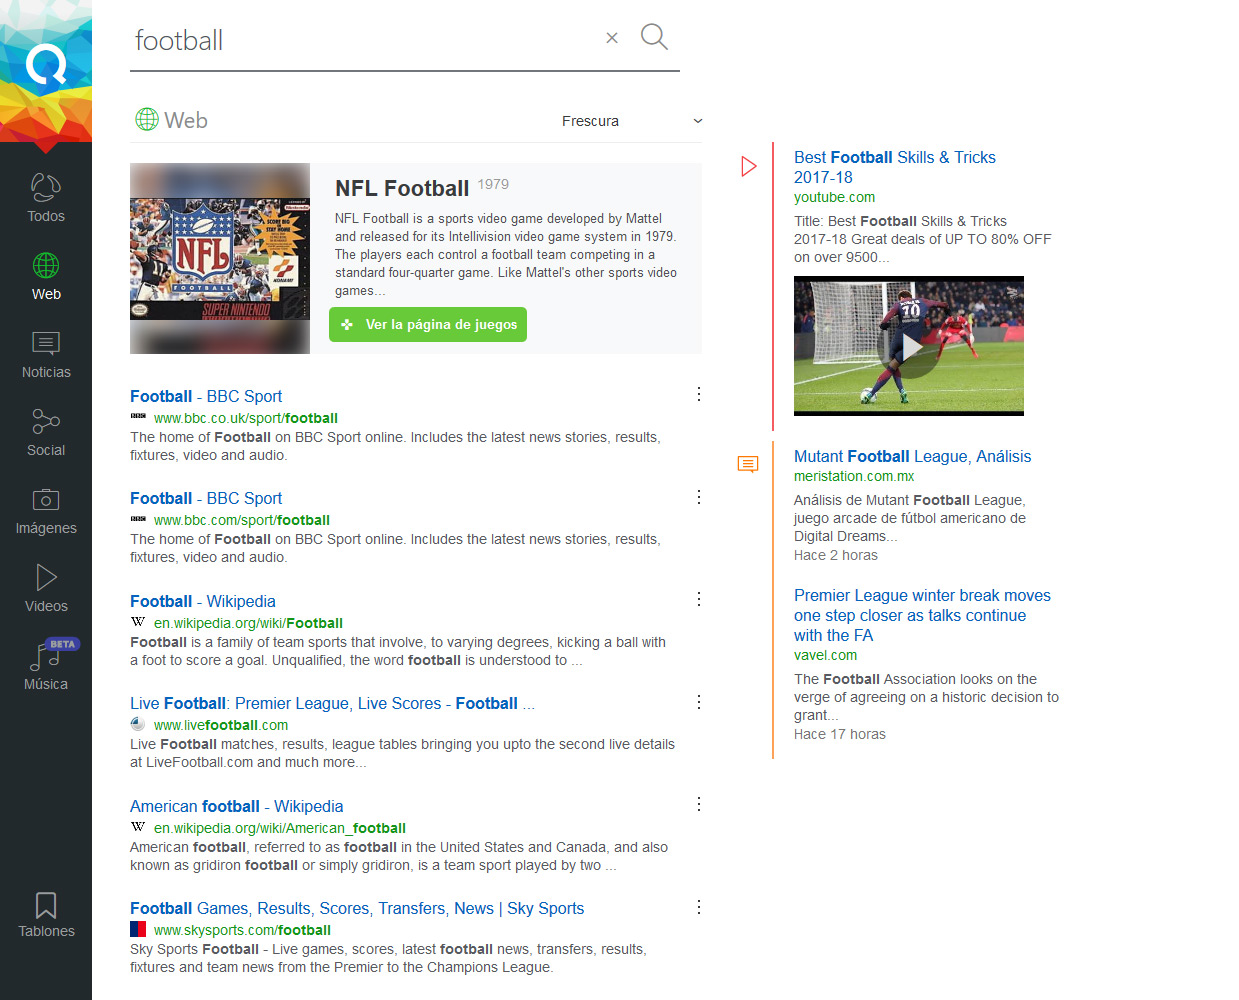 football
Web
Frescura
Todos
Web
Noticias
Social
Imágenes
Videos
BETA
Música
Tablones
NFL Football 1979
NFL Football is a sports video game developed by Mattel
and released for its Intellivision video game system in 1979.
The players each control a football team competing in a
standard four-quarter game. Like Mattel's other sports video
games...
Ver la página de juegos
SCORE BIG OR
STAY HOME
NFL
FOOTBALL
KONAMI
SUPER NINTENDO
Football - BBC Sport
BBC
www.bbc.co.uk/sport/football
The home of Football on BBC Sport online. Includes the latest news stories, results,
fixtures, video and audio.
Football - BBC Sport
BBC
www.bbc.com/sport/football
The home of Football on BBC Sport online. Includes the latest news stories, results,
fixtures, video and audio.
Football - Wikipedia
W en.wikipedia.org/wiki/Football
Football is a family of team sports that involve, to varying degrees, kicking a ball with
a foot to score a goal. Unqualified, the word football is understood to ...
Live Football: Premier League, Live Scores - Football ...
www.livefootball.com
Live Football matches, results, league tables bringing you upto the second live details
at LiveFootball.com and much more...
American football - Wikipedia
W en.wikipedia.org/wiki/American_football
American football, referred to as football in the United States and Canada, and also
known as gridiron football or simply gridiron, is a team sport played by two ...
Football Games, Results, Scores, Transfers, News | Sky Sports
www.skysports.com/football
Sky Sports Football - Live games, scores, latest football news, transfers, results,
fixtures and team news from the Premier to the Champions League.
Best Football Skills & Tricks
2017-18
youtube.com
Title: Best Football Skills & Tricks
2017-18 Great deals of UP TO 80% OFF
on over 9500...
10
Mutant Football League, Análisis
meristation.com.mx
Análisis de Mutant Football League,
juego arcade de fútbol americano de
Digital Dreams...
Hace 2 horas
Premier League winter break moves
one step closer as talks continue
with the FA
vavel.com
The Football Association looks on the
verge of agreeing on a historic decision to
grant...
Hace 17 horas